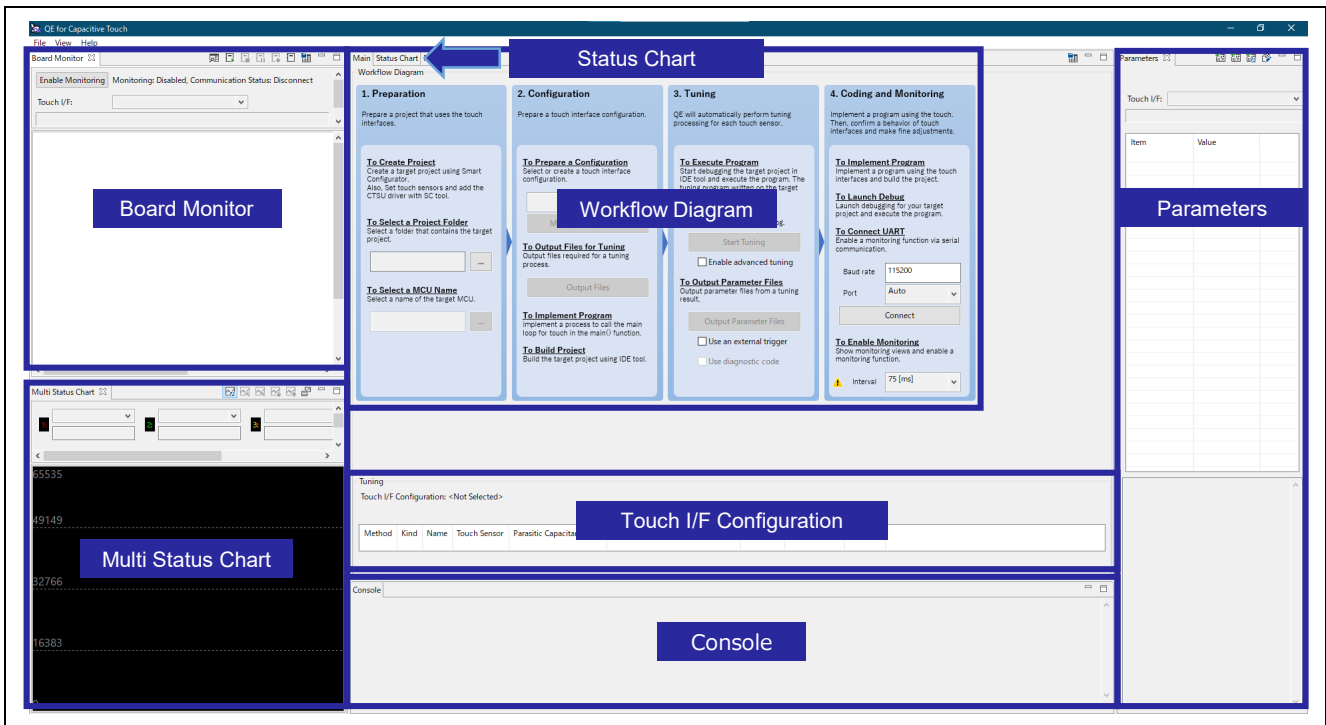 QE for Capacitive Touch
File View Help
Board Monitor
Enable Monitoring Monitoring: Disabled, Communication Status: Disconnect
Touch I/F:
Board Monitor
Multi Status Chart
1:
2:
3:
65535
49149
32766
16383
Multi Status Chart
Main Status Chart
Status Chart
Workflow Diagram
1. Preparation
Prepare a project that uses the touch
interfaces.
To Create Project
Create a target project using Smart
Configurator.
Also, Set touch sensors and add the
CTSU driver with SC tool.
To Select a Project Folder
Select a folder that contains the target
project.
...
To Select a MCU Name
Select a name of the target MCU.
...
2. Configuration
Prepare a touch interface configuration.
To Prepare a Configuration
Select or create a touch interface
configuration.
To Output Files for Tuning
Output files required for a tuning
process.
Output Files
To Implement Program
Implement a process to call the main
loop for touch in the main() function.
To Build Project
Build the target project using IDE tool.
Workflow Diagram
3. Tuning
QE will automatically perform tuning
processing for each touch sensor.
To Execute Program
Start debugging the target project in
IDE tool and execute the program. The
tuning program written on the target
Start Tuning
Enable advanced tuning
To Output Parameter Files
Output parameter files from a tuning
result.
Output Parameter Files
Use an external trigger
Use diagnostic code
4. Coding and Monitoring
Implement a program using the touch.
Then, confirm a behavior of touch
interfaces and make fine adjustments.
To Implement Program
Implement a program using the touch
interfaces and build the project.
To Launch Debug
Launch debugging for your target
project and execute the program.
To Connect UART
Enable a monitoring function via serial
communication.
Baud rate 115200
Port Auto
Connect
To Enable Monitoring
Show monitoring views and enable a
monitoring function.
Interval 75 [ms]
Tuning
Touch I/F Configuration: <Not Selected>
Method Kind Name Touch Sensor
Touch I/F Configuration
Console
Console
Parameters
Touch I/F:
Item Value
Parameters